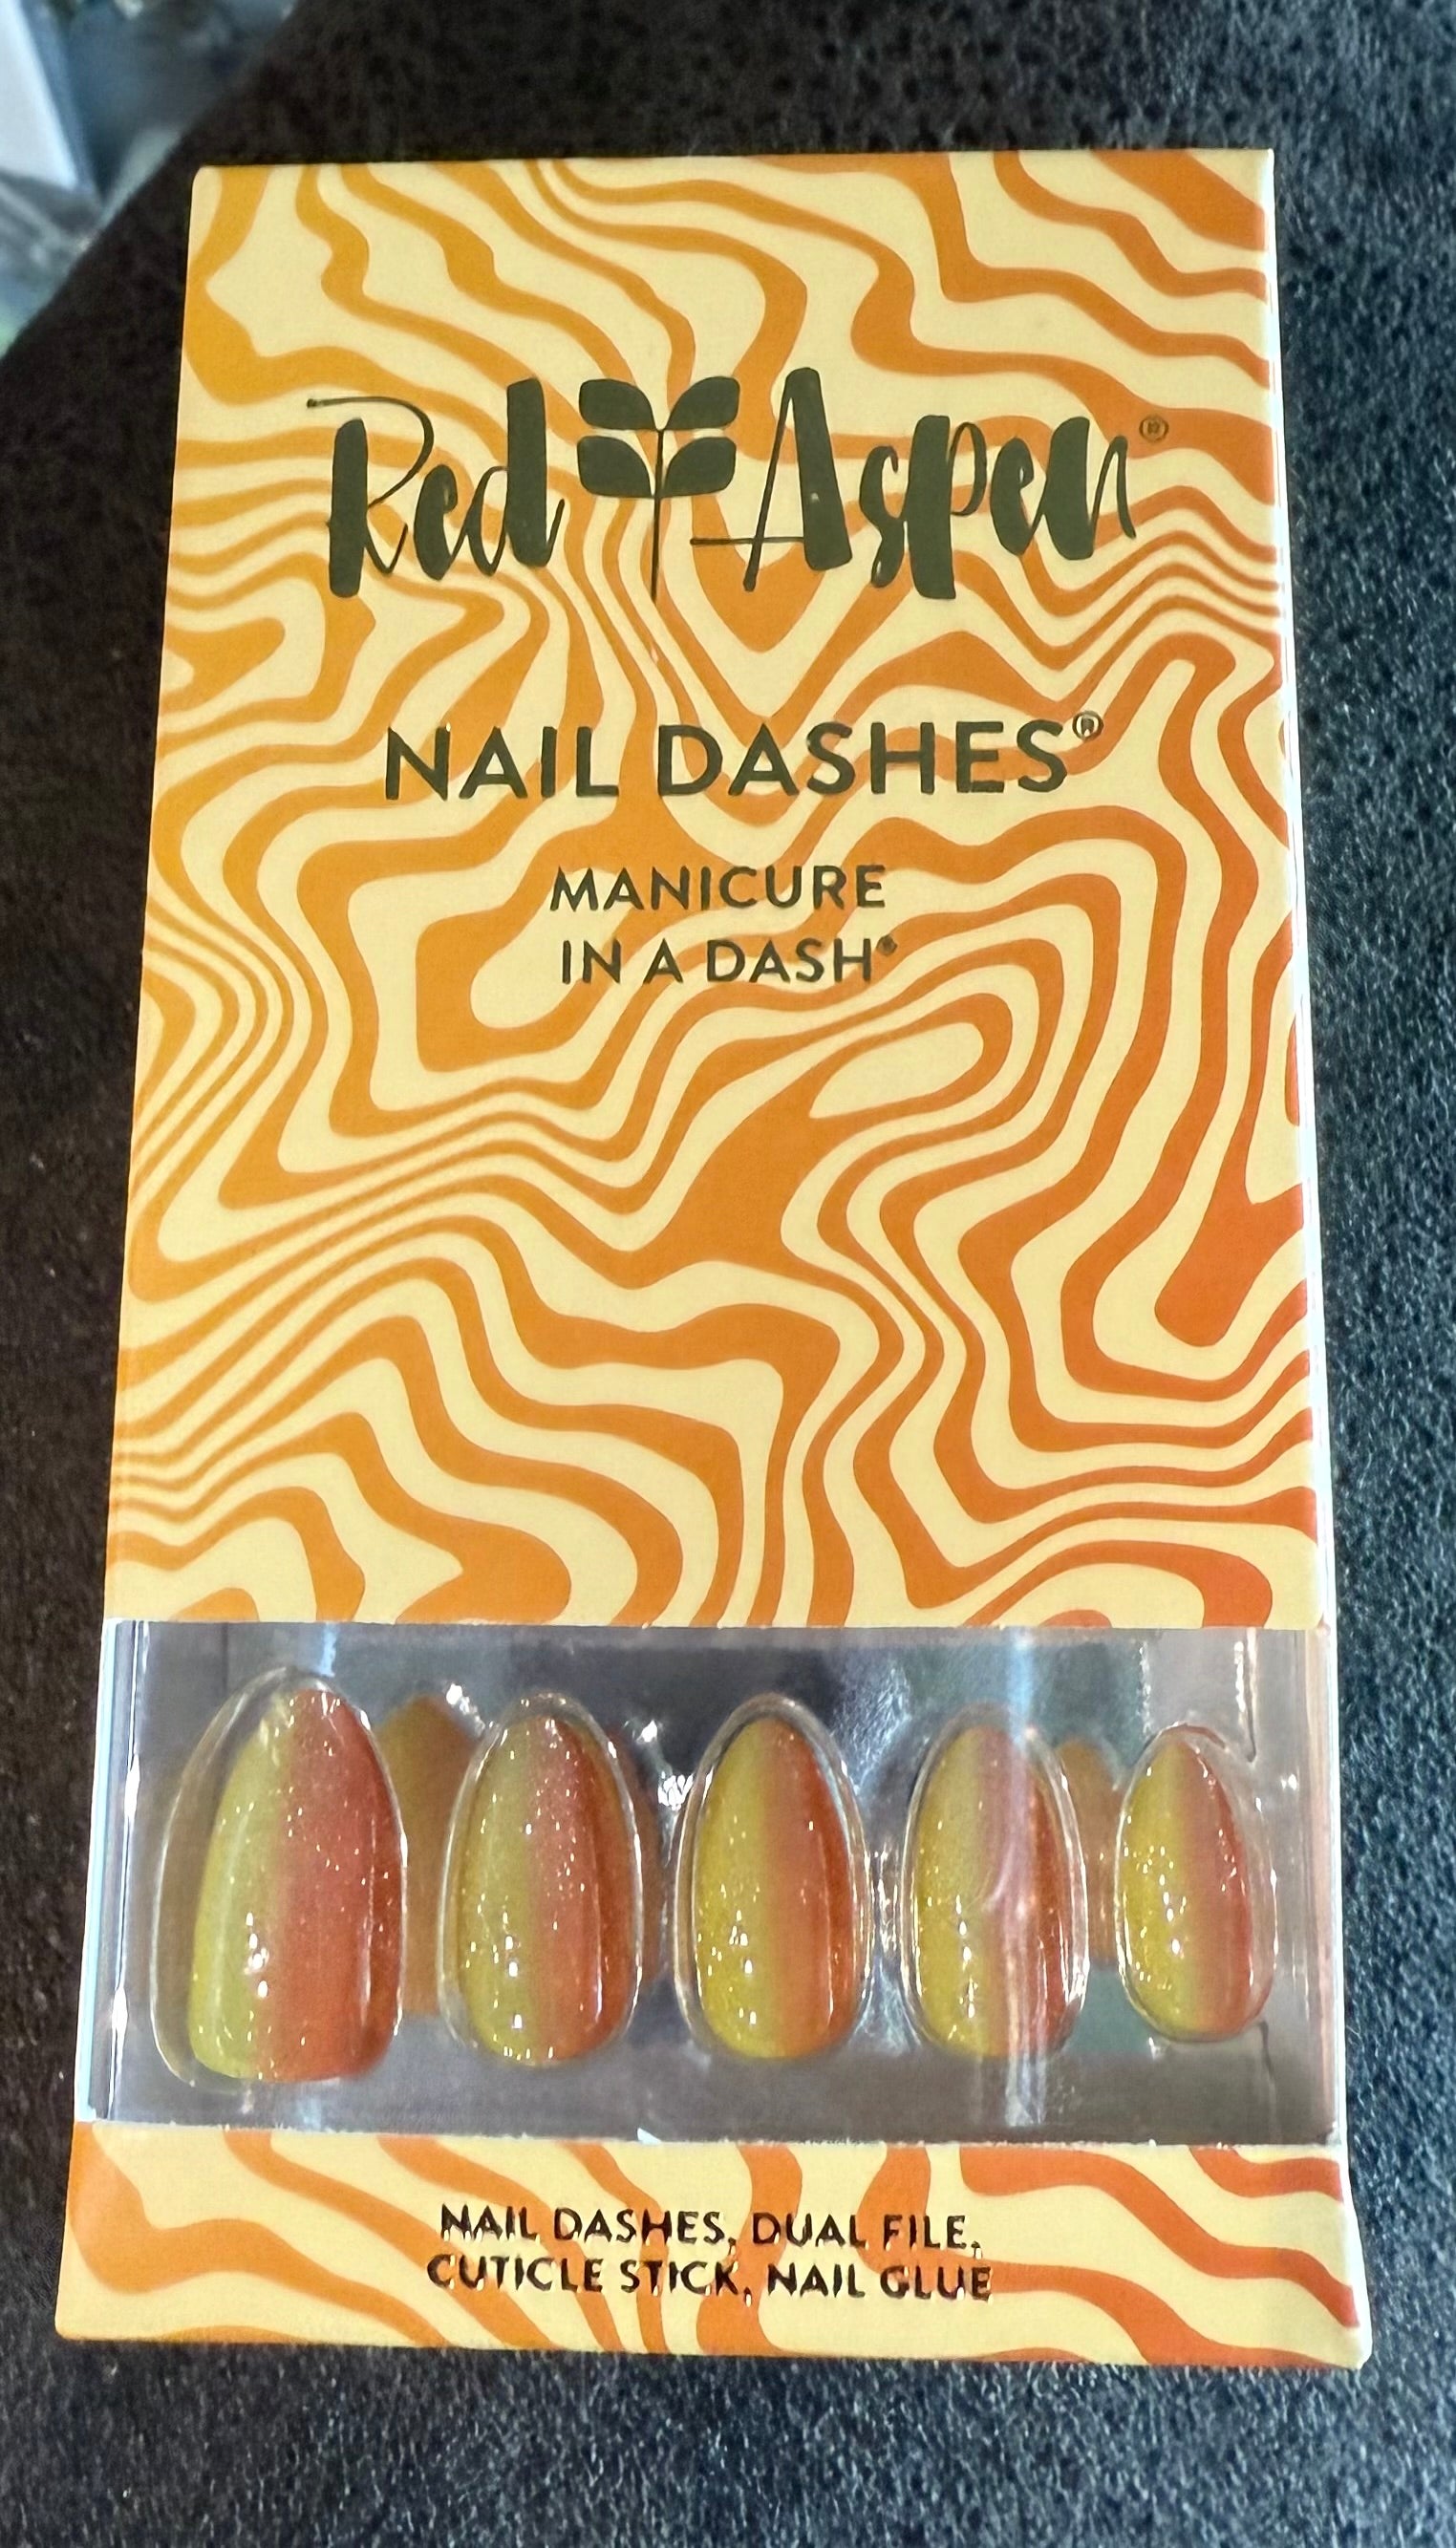 Red Aspen®
NAIL DASHES®
MANICURE
IN A DASH®
NAIL DASHES, DUAL FILE,
CUTICLE STICK, NAIL GLUE